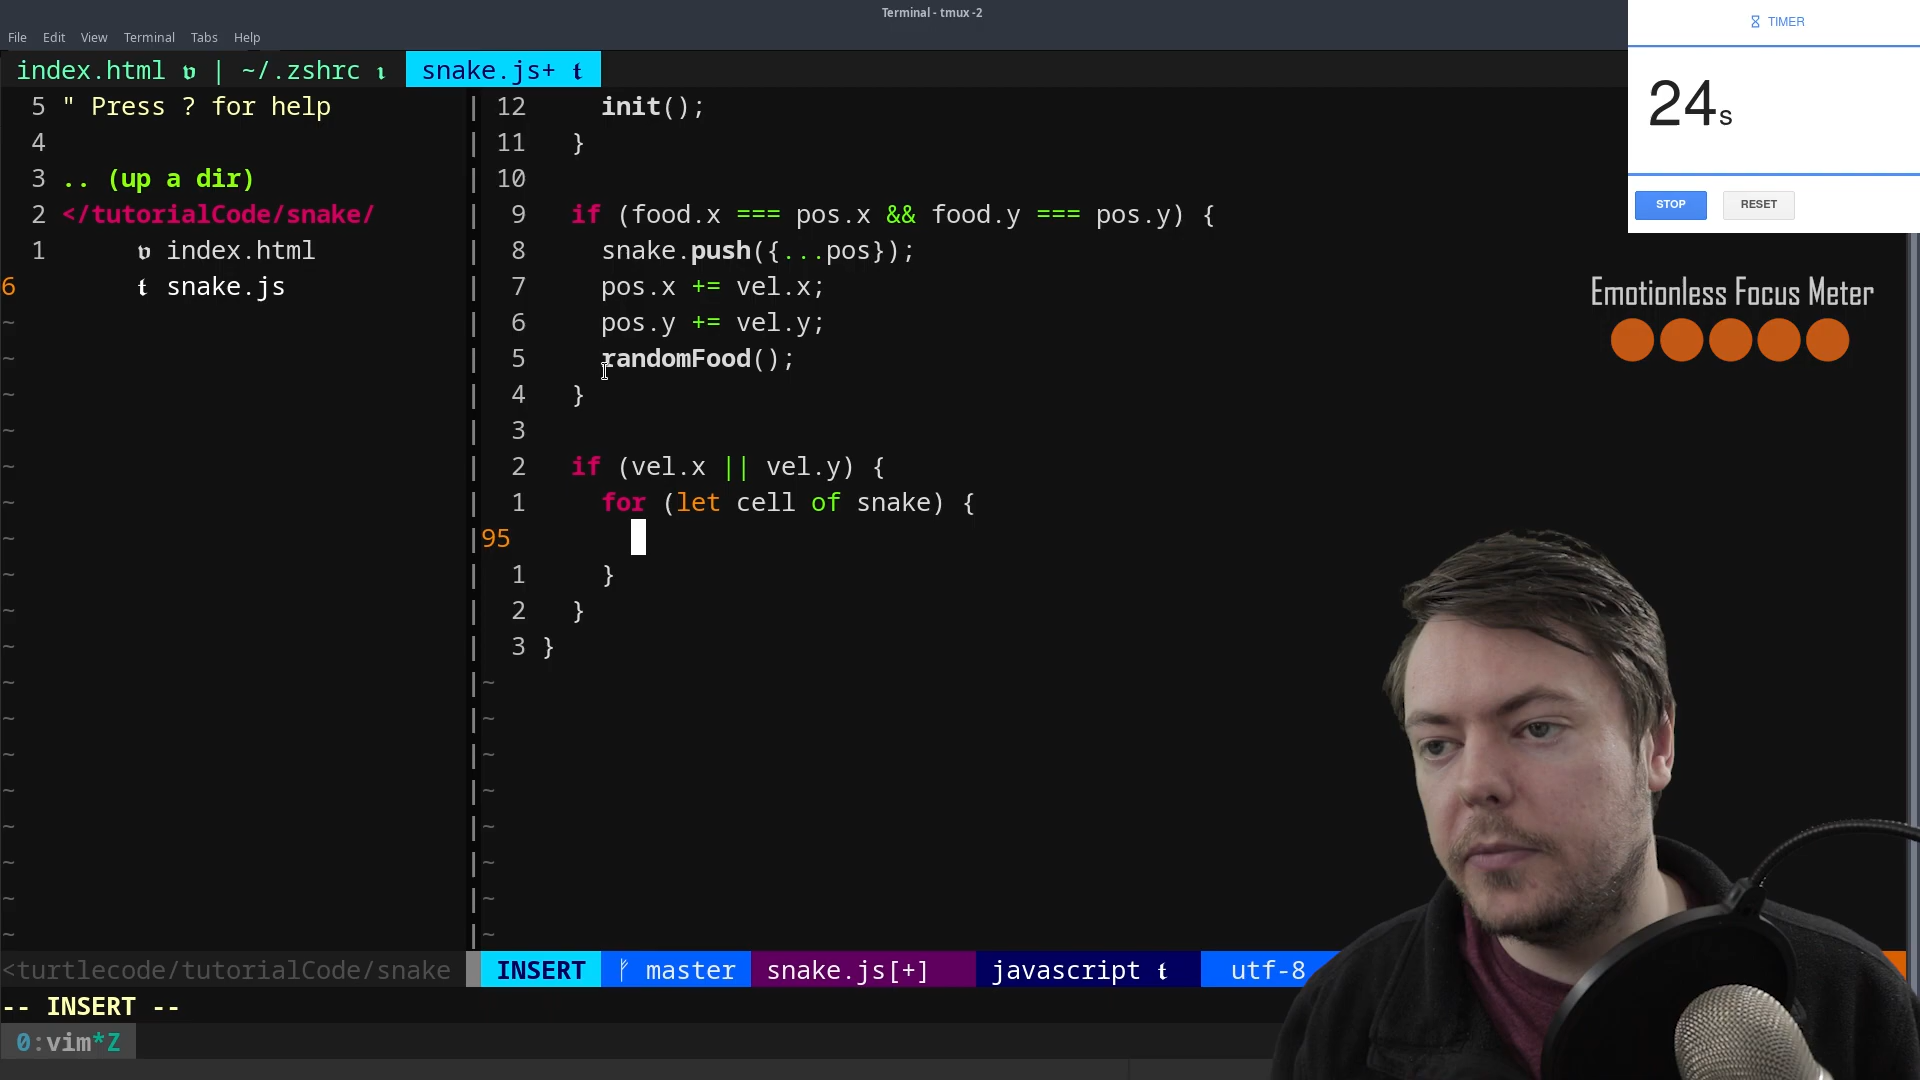 Terminal - tmux -2
File Edit View Terminal Tabs Help
index.html | ~/.zshrc snake.js+
TIMER
24s
STOP RESET
Emotionless Focus Meter
5 " Press ? for help
4
3 .. (up a dir)
2 </tutorialCode/snake/
1 index.html
6 snake.js
12 init();
11 }
10
9 if (food.x === pos.x && food.y === pos.y) {
8 snake.push({...pos});
7 pos.x += vel.x;
6 pos.y += vel.y;
5 randomFood();
4 }
3
2 if (vel.x || vel.y) {
1 for (let cell of snake) {
95
1 }
2 }
3 }
<turtlecode/tutorialCode/snake INSERT master snake.js[+] javascript utf-8
-- INSERT --
0:vim*Z